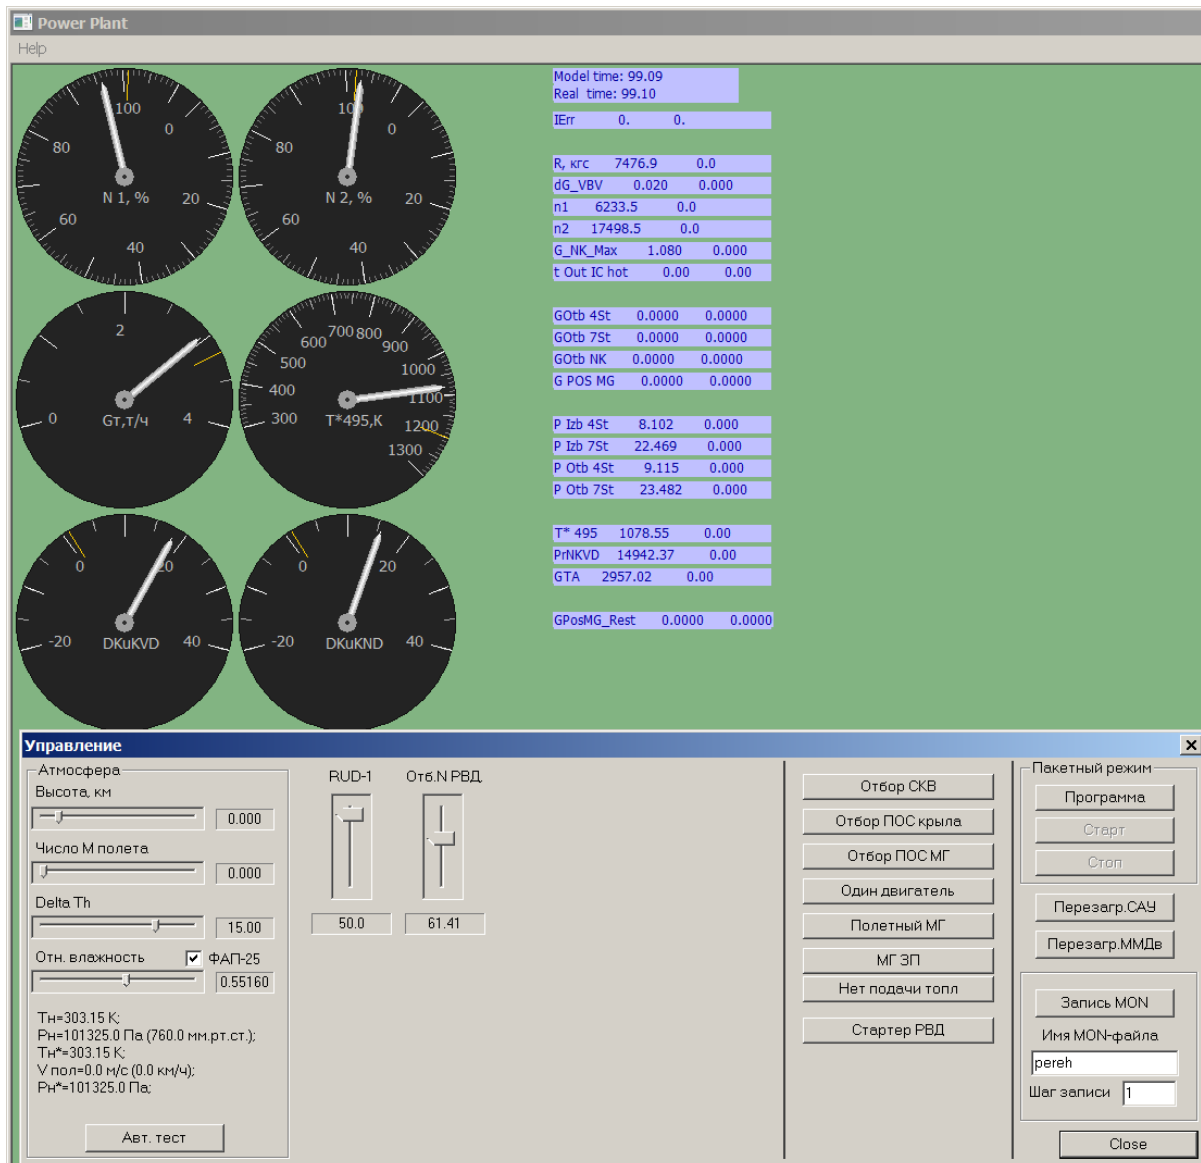 Power Plant
Help
100
0
80
20
60
40
N 1, %
100
0
80
20
60
40
N 2, %
2
0
4
Gт,т/ч
700
800
600
900
500
1000
400
1100
300
1200
1300
T*495,K
0
20
-20
40
DKuKVD
0
20
-20
40
DKuKND
Model time: 99.09
Real time: 99.10
IErr 0. 0.
R, кгс 7476.9 0.0
dG_VBV 0.020 0.000
n1 6233.5 0.0
n2 17498.5 0.0
G_NK_Max 1.080 0.000
t Out IC hot 0.00 0.00
GOtb 4St 0.0000 0.0000
GOtb 7St 0.0000 0.0000
GOtb NK 0.0000 0.0000
G POS MG 0.0000 0.0000
P Izb 4St 8.102 0.000
P Izb 7St 22.469 0.000
P Otb 4St 9.115 0.000
P Otb 7St 23.482 0.000
T* 495 1078.55 0.00
PrNKVD 14942.37 0.00
GTA 2957.02 0.00
GPosMG_Rest 0.0000 0.0000
Управление
Атмосфера
Высота, км
0.000
Число М полета
0.000
Delta Th
15.00
Отн. влажность
ФАП-25
0.55160
Tн=303.15 K;
Pн=101325.0 Па (760.0 мм.рт.ст.);
Tн*=303.15 K;
V пол=0.0 м/с (0.0 км/ч);
Pн*=101325.0 Па;
Авт. тест
RUD-1
50.0
Отб.N РВД
61.41
Отбор СКВ
Отбор ПОС крыла
Отбор ПОС МГ
Один двигатель
Полетный МГ
МГ ЗП
Нет подачи топл
Стартер РВД
Пакетный режим
Программа
Старт
Стоп
Перезагр.САУ
Перезагр.ММДв
Запись MON
Имя MON-файла
pereh
Шаг записи 1
Close